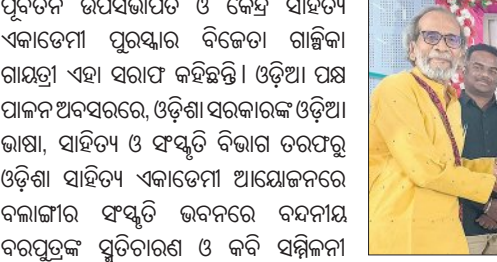 ପୂର୍ବତନ ଉପସଭାପତି ଓ କେନ୍ଦ୍ର ସାହିତ୍ୟ
ଏକାଡେମୀ ପୁରସ୍କାର ବିଜେତା ଗାଳ୍ପିକା
ଗାୟତ୍ରୀ ଏହା ସରାଫ କହିଛନ୍ତି । ଓଡ଼ିଆ ପକ୍ଷ
ପାଳନ ଅବସରରେ, ଓଡ଼ିଶା ସରକାରଙ୍କ ଓଡ଼ିଆ
ଭାଷା, ସାହିତ୍ୟ ଓ ସଂସ୍କୃତି ବିଭାଗ ତରଫରୁ
ଓଡ଼ିଶା ସାହିତ୍ୟ ଏକାଡେମୀ ଆୟୋଜନରେ
ବଲାଙ୍ଗୀର ସଂସ୍କୃତି ଭବନରେ ବନ୍ଦନୀୟ
ବରପୁତ୍ରଙ୍କ ସ୍ମୃତିଚାରଣ ଓ କବି ସମ୍ମିଳନୀ